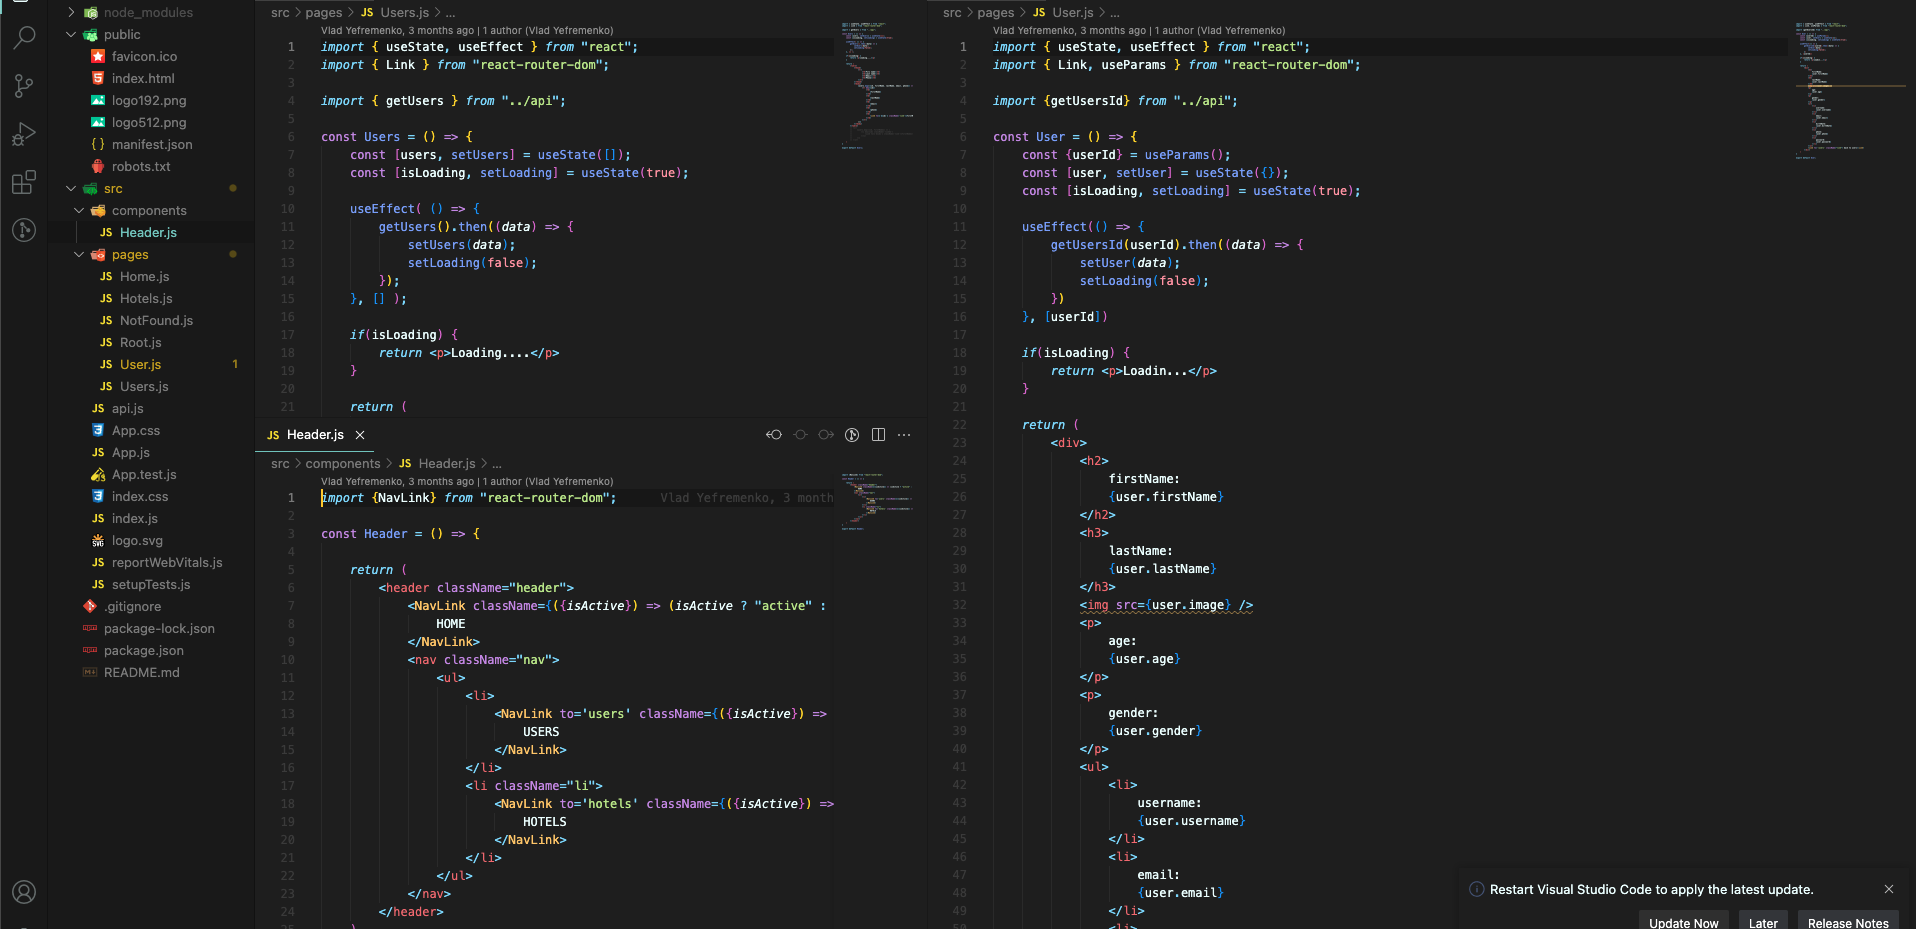 node_modules
public
favicon.ico
index.html
logo192.png
logo512.png
manifest.json
robots.txt
src
components
Header.js
pages
Home.js
Hotels.js
NotFound.js
Root.js
User.js 1
Users.js
api.js
App.css
App.js
App.test.js
index.css
index.js
logo.svg
reportWebVitals.js
setupTests.js
.gitignore
package-lock.json
package.json
README.md
src > pages > JS Users.js > ...
Vlad Yefremenko, 3 months ago | 1 author (Vlad Yefremenko)
1 import { useState, useEffect } from "react";
2 import { Link } from "react-router-dom";
3
4 import { getUsers } from "../api";
5
6 const Users = () => {
7 const [users, setUsers] = useState([]);
8 const [isLoading, setLoading] = useState(true);
9
10 useEffect( () => {
11 getUsers().then((data) => {
12 setUsers(data);
13 setLoading(false);
14 });
15 }, [] );
16
17 if(isLoading) {
18 return <p>Loading....</p>
19 }
20
21 return (
JS Header.js
src > components > JS Header.js > ...
Vlad Yefremenko, 3 months ago | 1 author (Vlad Yefremenko)
1 import {NavLink} from "react-router-dom"; Vlad Yefremenko, 3 month
2
3 const Header = () => {
4
5 return (
6 <header className="header">
7 <NavLink className={({isActive}) => (isActive ? "active" :
8 HOME
9 </NavLink>
10 <nav className="nav">
11 <ul>
12 <li>
13 <NavLink to='users' className={({isActive}) =>
14 USERS
15 </NavLink>
16 </li>
17 <li className="li">
18 <NavLink to='hotels' className={({isActive}) =>
19 HOTELS
20 </NavLink>
21 </li>
22 </ul>
23 </nav>
24 </header>
25 )
src > pages > JS User.js > ...
Vlad Yefremenko, 3 months ago | 1 author (Vlad Yefremenko)
1 import { useState, useEffect } from "react";
2 import { Link, useParams } from "react-router-dom";
3
4 import {getUsersId} from "../api";
5
6 const User = () => {
7 const {userId} = useParams();
8 const [user, setUser] = useState({});
9 const [isLoading, setLoading] = useState(true);
10
11 useEffect(() => {
12 getUsersId(userId).then((data) => {
13 setUser(data);
14 setLoading(false);
15 })
16 }, [userId])
17
18 if(isLoading) {
19 return <p>Loadin...</p>
20 }
21
22 return (
23 <div>
24 <h2>
25 firstName:
26 {user.firstName}
27 </h2>
28 <h3>
29 lastName:
30 {user.lastName}
31 </h3>
32 <img src={user.image} />
33 <p>
34 age:
35 {user.age}
36 </p>
37 <p>
38 gender:
39 {user.gender}
40 </p>
41 <ul>
42 <li>
43 username:
44 {user.username}
45 </li>
46 <li>
47 email:
48 {user.email}
49 </li>
50 <li>
Restart Visual Studio Code to apply the latest update.
Update Now Later Release Notes